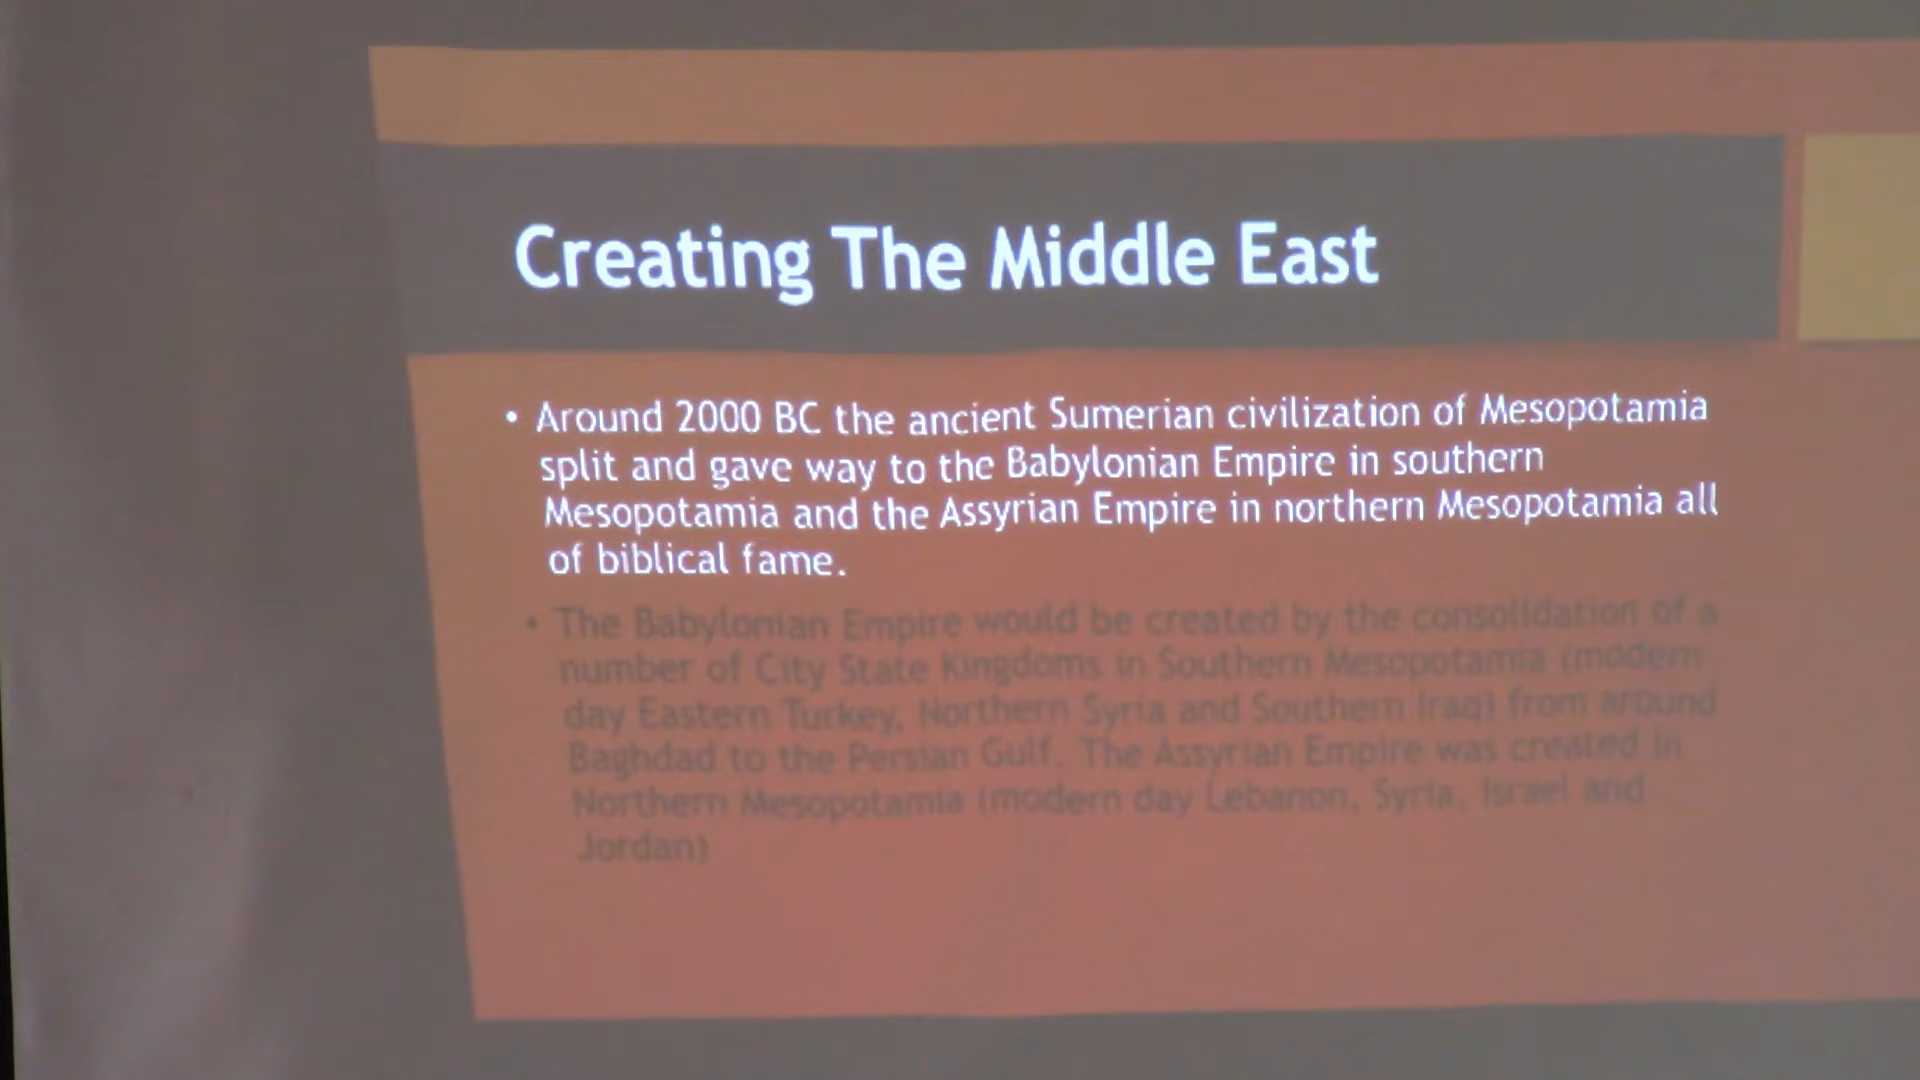 Creating The Middle East
• Around 2000 BC the ancient Sumerian civilization of Mesopotamia
split and gave way to the Babylonian Empire in southern
Mesopotamia and the Assyrian Empire in northern Mesopotamia all
of biblical fame.
• The Babylonian Empire would be created by the consolidation of a
number of City State Kingdoms in Southern Mesopotamia (modern
day Eastern Turkey, Northern Syria and Southern Iraq) from around
Baghdad to the Persian Gulf. The Assyrian Empire was created in
Northern Mesopotamia (modern day Lebanon, Syria, Israel and
Jordan)